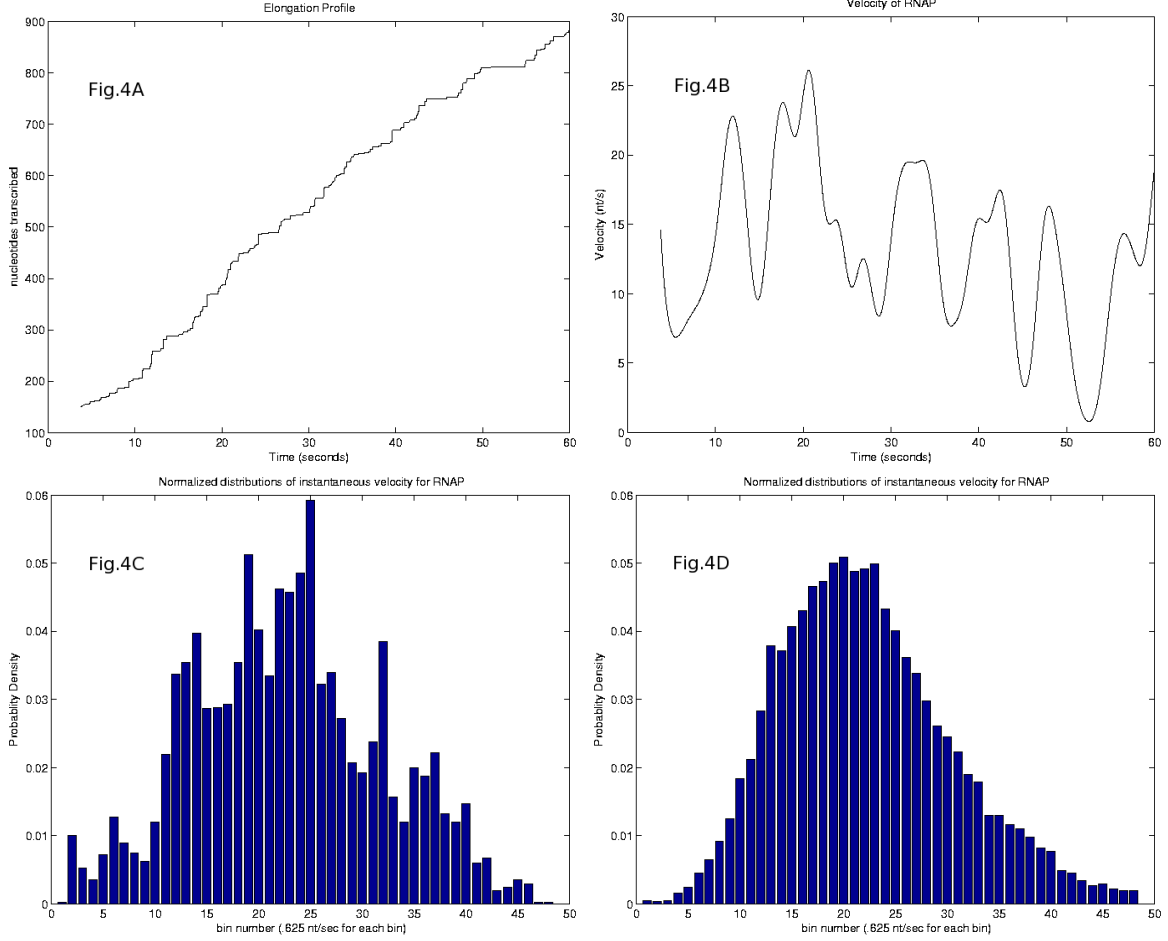 Elongation Profile
900
800
700
600
500
400
300
200
100
nucleotides transcribed
Fig.4A
0 10 20 30 40 50 60
Time (seconds)
Velocity of RNAP
30
25
20
15
10
5
0
Velocity (nt/s)
Fig.4B
0 10 20 30 40 50 60
Time (seconds)
Normalized distributions of instantaneous velocity for RNAP
0.06
0.05
0.04
0.03
0.02
0.01
0
Probablity Density
Fig.4C
0 5 10 15 20 25 30 35 40 45 50
bin number (.625 nt/sec for each bin)
Normalized distributions of instantaneous velocity for RNAP
0.06
0.05
0.04
0.03
0.02
0.01
0
Probablity Density
Fig.4D
0 5 10 15 20 25 30 35 40 45 50
bin number (.625 nt/sec for each bin)